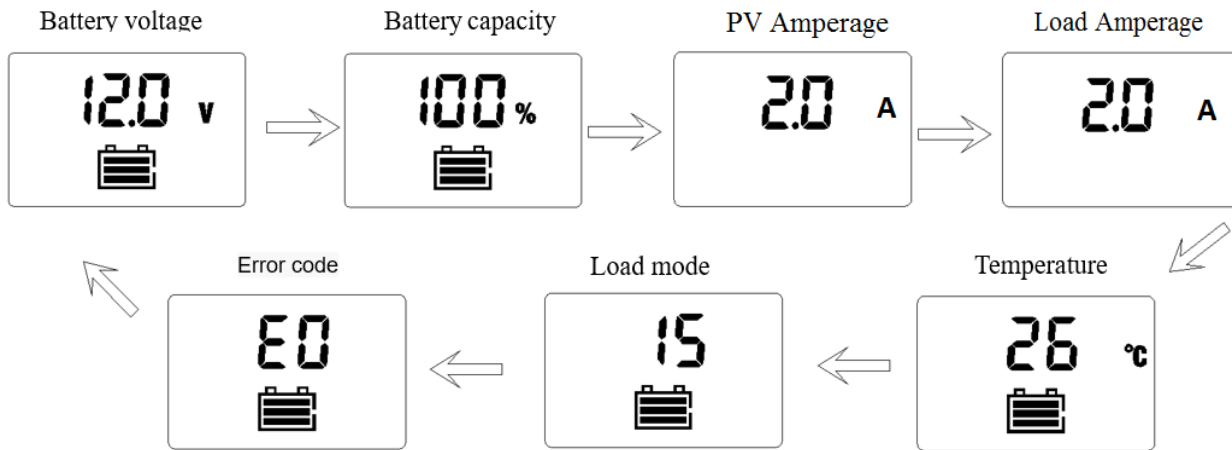 Battery voltage
Battery capacity
PV Amperage
Load Amperage
12.0 V
100 %
2.0 A
2.0 A
Error code
Load mode
Temperature
E0
15
26 °C